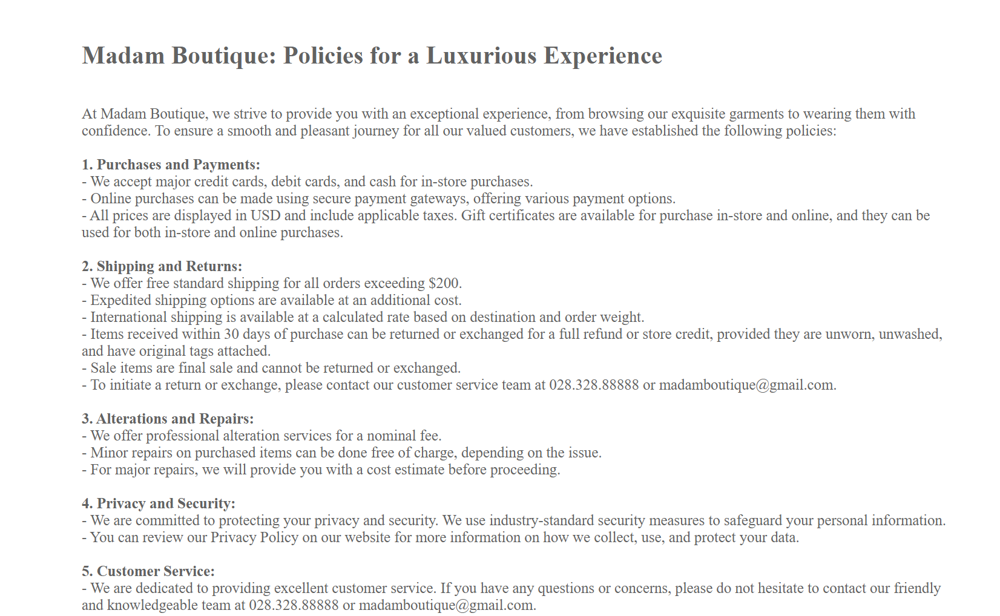 Madam Boutique: Policies for a Luxurious Experience
At Madam Boutique, we strive to provide you with an exceptional experience, from browsing our exquisite garments to wearing them with
confidence. To ensure a smooth and pleasant journey for all our valued customers, we have established the following policies:
1. Purchases and Payments:
- We accept major credit cards, debit cards, and cash for in-store purchases.
- Online purchases can be made using secure payment gateways, offering various payment options.
- All prices are displayed in USD and include applicable taxes. Gift certificates are available for purchase in-store and online, and they can be
used for both in-store and online purchases.
2. Shipping and Returns:
- We offer free standard shipping for all orders exceeding $200.
- Expedited shipping options are available at an additional cost.
- International shipping is available at a calculated rate based on destination and order weight.
- Items received within 30 days of purchase can be returned or exchanged for a full refund or store credit, provided they are unworn, unwashed,
and have original tags attached.
- Sale items are final sale and cannot be returned or exchanged.
- To initiate a return or exchange, please contact our customer service team at 028.328.88888 or madamboutique@gmail.com.
3. Alterations and Repairs:
- We offer professional alteration services for a nominal fee.
- Minor repairs on purchased items can be done free of charge, depending on the issue.
- For major repairs, we will provide you with a cost estimate before proceeding.
4. Privacy and Security:
- We are committed to protecting your privacy and security. We use industry-standard security measures to safeguard your personal information.
- You can review our Privacy Policy on our website for more information on how we collect, use, and protect your data.
5. Customer Service:
- We are dedicated to providing excellent customer service. If you have any questions or concerns, please do not hesitate to contact our friendly
and knowledgeable team at 028.328.88888 or madamboutique@gmail.com.